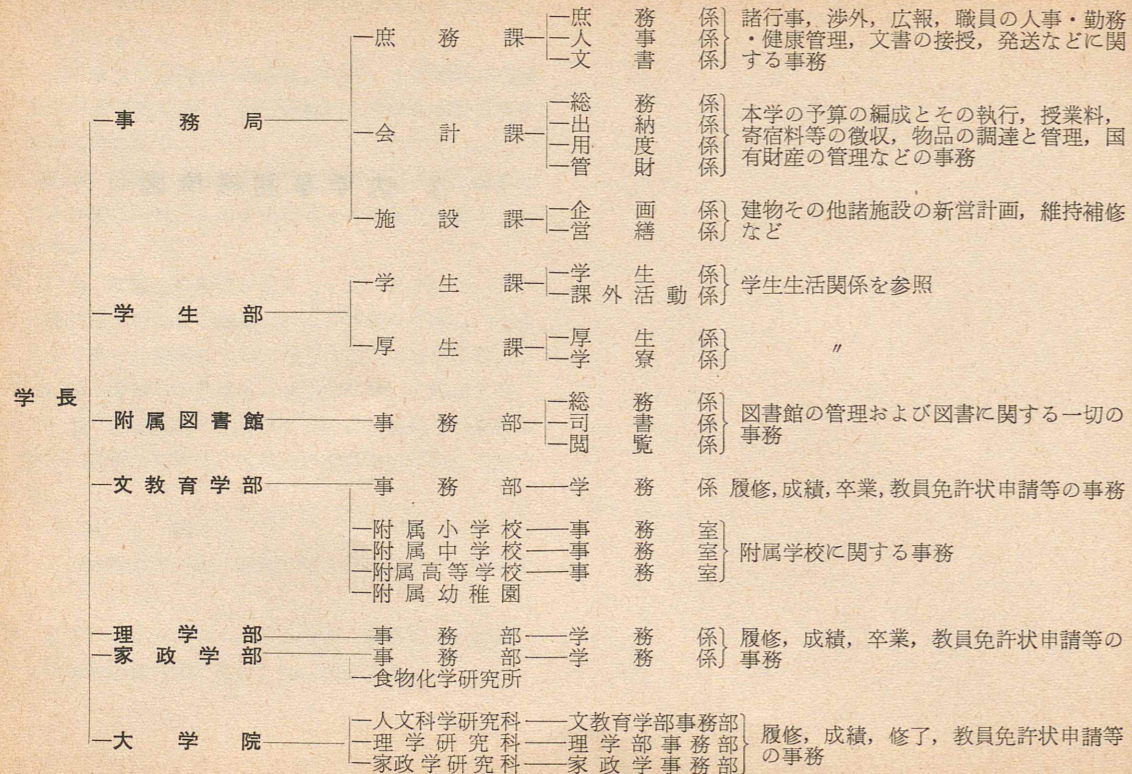 学長
事務局
庶務課
庶務係
人事係
文書係
諸行事，渉外，広報，職員の人事・勤務
・健康管理，文書の接授，発送などに関
する事務
会計課
総務係
出納係
用度係
管財係
本学の予算の編成とその執行，授業料，
寄宿料等の徴収，物品の調達と管理，国
有財産の管理などの事務
施設課
企画係
営繕係
建物その他諸施設の新営計画，維持補修
など
学生部
学生課
学生係
課外活動係
学生生活関係を参照
厚生課
厚生係
学寮係
〃
附属図書館
事務部
総務係
司書係
閲覧係
図書館の管理および図書に関する一切の
事務
文教育学部
事務部
学務係
履修，成績，卒業，教員免許状申請等の事務
附属小学校
事務室
附属中学校
事務室
附属高等学校
事務室
附属幼稚園
附属学校に関する事務
理学部
事務部
学務係
家政学部
事務部
学務係
履修，成績，卒業，教員免許状申請等の
事務
食物化学研究所
大学院
人文科学研究科
文教育学部事務部
理学研究科
理学部事務部
家政学研究科
家政学事務部
履修，成績，修了，教員免許状申請等
の事務